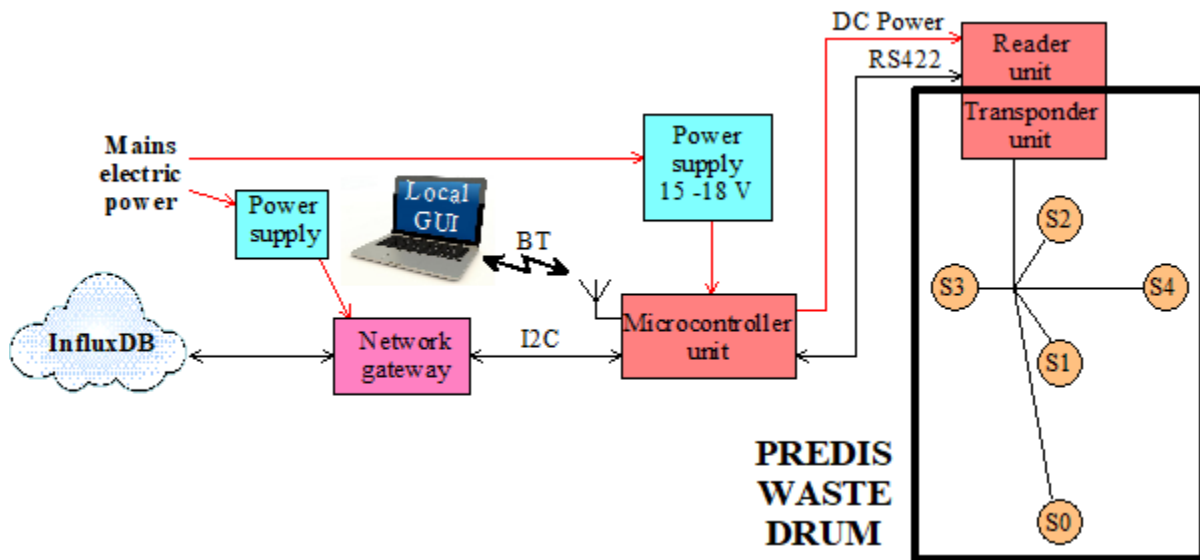 DC Power
Reader
unit
RS422
Transponder
unit
Mains
electric
power
Power
supply
15 -18 V
Power
supply
Local
GUI
BT
S2
S3
S4
InfluxDB
Network
gateway
I2C
Microcontroller
unit
S1
PREDIS
WASTE
DRUM
S0